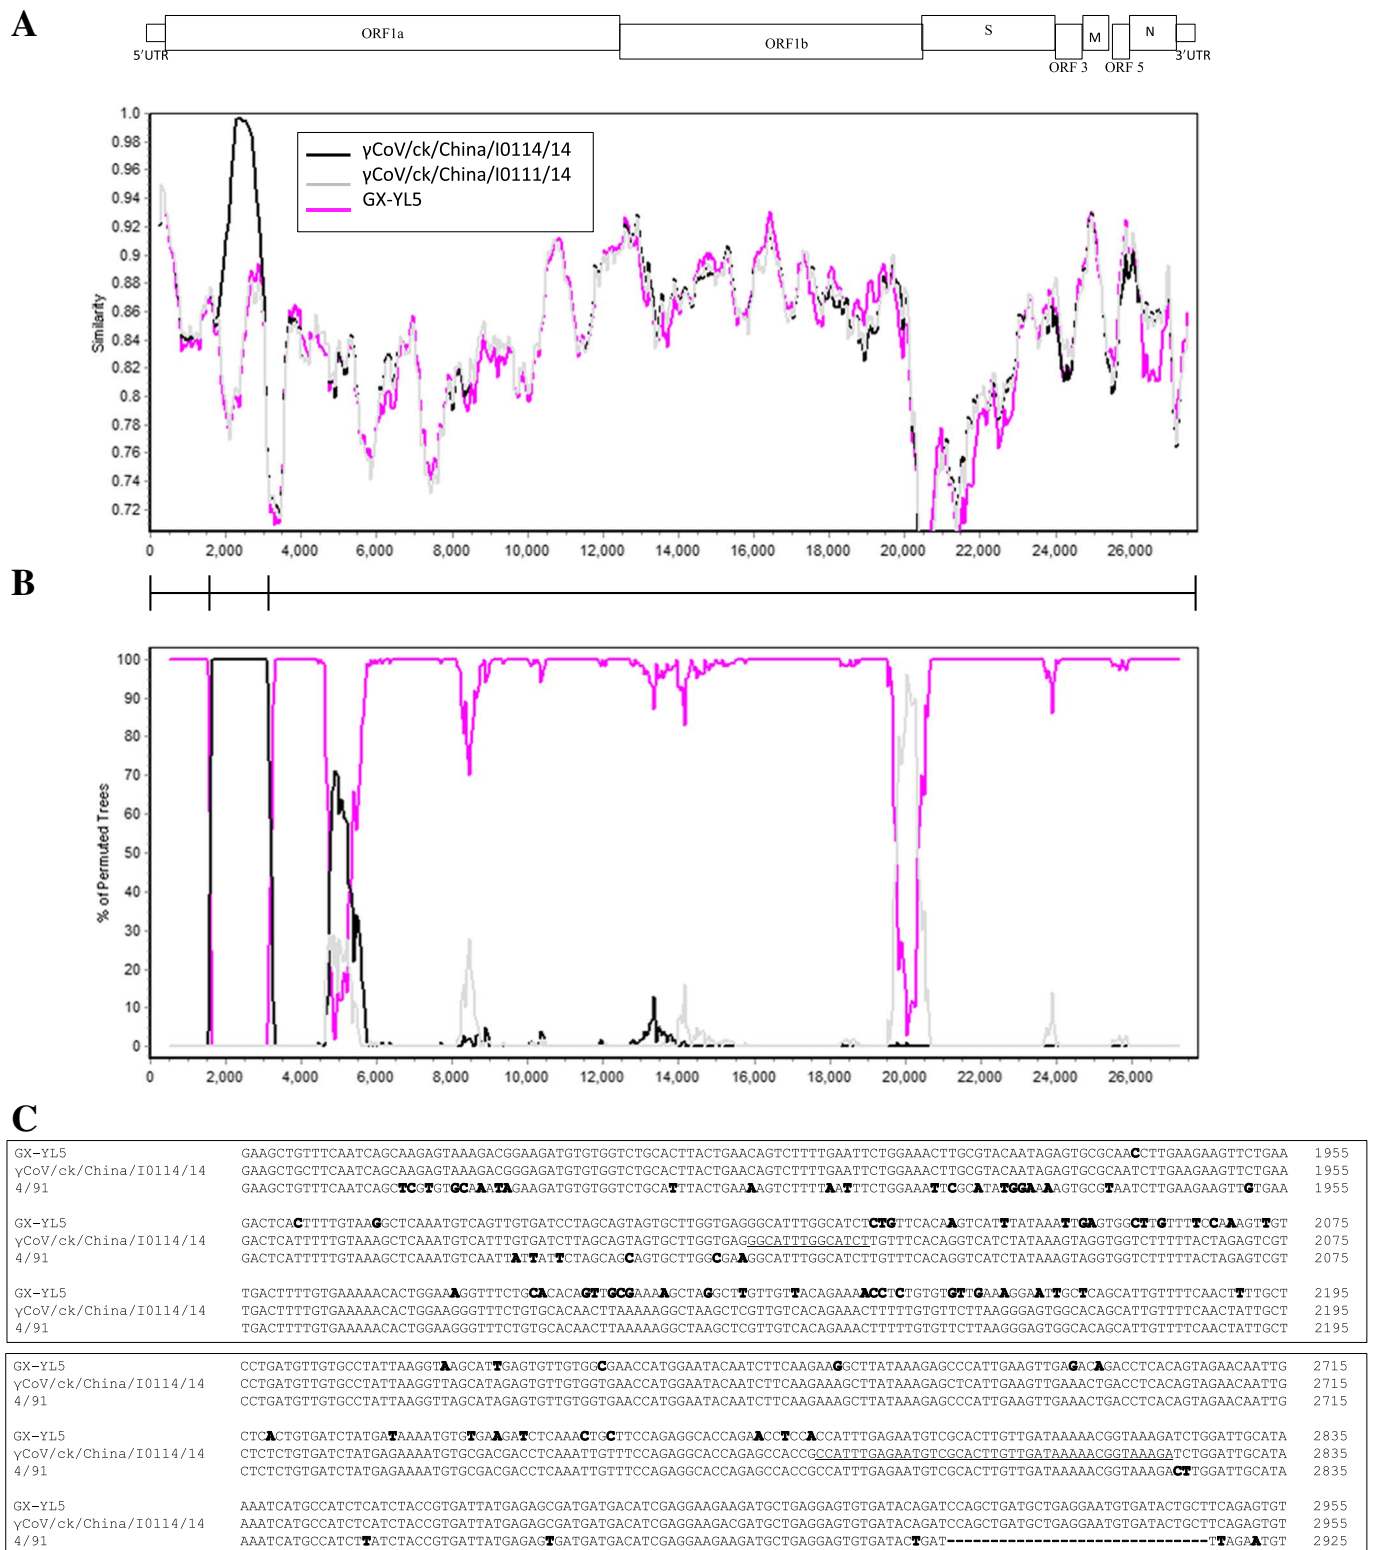 A
ORF1a
ORF1b
S
M
N
5'UTR
ORF 3
ORF 5
3'UTR
1.0
0.98
0.96
0.94
0.92
0.9
0.88
0.86
0.84
0.82
0.8
0.78
0.76
0.74
0.72
Similarity
γCoV/ck/China/I0114/14
γCoV/ck/China/I0111/14
GX-YL5
0 2,000 4,000 6,000 8,000 10,000 12,000 14,000 16,000 18,000 20,000 22,000 24,000 26,000
B
100
90
80
70
60
50
40
30
20
10
0
% of Permuted Trees
0 2,000 4,000 6,000 8,000 10,000 12,000 14,000 16,000 18,000 20,000 22,000 24,000 26,000
C
GX-YL5 GAAGCTGTTTCAATCAGCAAGAGTAAAGACGGAAGATGTGTGGTCTGCACTTACTGAACAGTCTTTTGAATTCTGGAAACTTGCGTACAATAGAGTGCGCAACCTTGAAGAAGTTCTGAA 1955
γCoV/ck/China/I0114/14 GAAGCTGCTTCAATCAGCAAGAGTAAAGACGGGAGATGTGTGGTCTGCACTTACTGAACAGTCTTTTGAATTCTGGAAACTTGCGTACAATAGAGTGCGCAATCTTGAAGAAGTTCTGAA 1955
4/91 GAAGCTGTTTCAATCAGCTCGTGTGCAAATAGAAGATGTGTGGTCTGCATTTACTGAAAAGTCTTTTAATTTCTGGAAATTCGCATATGGAAAAGTGCGTAATCTTGAAGAAGTTGTGAA 1955
GX-YL5 GACTCACTTTTGTAAGGCTCAAATGTCAGTTGTGATCCTAGCAGTAGTGCTTGGTGAGGGCATTTGGCATCTCTGTTCACAAGTCATTTATAAATTGAGTGGCTTGTTTTCCAAAGTTGT 2075
γCoV/ck/China/I0114/14 GACTCATTTTTGTAAAGCTCAAATGTCATTTGTGATCTTAGCAGTAGTGCTTGGTGAGGGCATTTGGCATCTTGTTTCACAGGTCATCTATAAAGTAGGTGGTCTTTTTACTAGAGTCGT 2075
4/91 GACTCATTTTTGTAAAGCTCAAATGTCAATTATTATTCTAGCAGCAGTGCTTGGCGAAGGCATTTGGCATCTTGTTTCACAGGTCATCTATAAAGTAGGTGGTCTTTTTACTAGAGTCGT 2075
GX-YL5 TGACTTTTGTGAAAAACACTGGAAAGGTTTCTGCACACAGTTGCGAAAAGCTAGGCTTGTTGTTACAGAAAACCTCTGTGTGTTGAAAGGAATTGCTCAGCATTGTTTTCAACTTTTGCT 2195
γCoV/ck/China/I0114/14 TGACTTTTGTGAAAAACACTGGAAGGGTTTCTGTGCACAACTTAAAAAGGCTAAGCTCGTTGTCACAGAAACTTTTTGTGTTCTTAAGGGAGTGGCACAGCATTGTTTTCAACTATTGCT 2195
4/91 TGACTTTTGTGAAAAACACTGGAAGGGTTTCTGTGCACAACTTAAAAAGGCTAAGCTCGTTGTCACAGAAACTTTTTGTGTTCTTAAGGGAGTGGCACAGCATTGTTTTCAACTATTGCT 2195
GX-YL5 CCTGATGTTGTGCCTATTAAGGTAAGCATTGAGTGTTGTGGCGAACCATGGAATACAATCTTCAAGAAGGCTTATAAAGAGCCCATTGAAGTTGAGACAGACCTCACAGTAGAACAATTG 2715
γCoV/ck/China/I0114/14 CCTGATGTTGTGCCTATTAAGGTTAGCATAGAGTGTTGTGGTGAACCATGGAATACAATCTTCAAGAAAGCTTATAAAGAGCTCATTGAAGTTGAAACTGACCTCACAGTAGAACAATTG 2715
4/91 CCTGATGTTGTGCCTATTAAGGTTAGCATAGAGTGTTGTGGTGAACCATGGAATACAATCTTCAAGAAAGCTTATAAAGAGCCCATTGAAGTTGAAACTGACCTCACAGTAGAACAATTG 2715
GX-YL5 CTCACTGTGATCTATGATAAAATGTGTGAAGATCTCAAACTGCTTCCAGAGGCACCAGAACCTCCACCATTTGAGAATGTCGCACTTGTTGATAAAAACGGTAAAGATCTGGATTGCATA 2835
γCoV/ck/China/I0114/14 CTCTCTGTGATCTATGAGAAAATGTGCGACGACCTCAAATTGTTTCCAGAGGCACCAGAGCCACCGCCATTTGAGAATGTCGCACTTGTTGATAAAAACGGTAAAGATCTGGATTGCATA 2835
4/91 CTCTCTGTGATCTATGAGAAAATGTGCGACGACCTCAAATTGTTTCCAGAGGCACCAGAGCCACCGCCATTTGAGAATGTCGCACTTGTTGATAAAAACGGTAAAGACTTGGATTGCATA 2835
GX-YL5 AAATCATGCCATCTCATCTACCGTGATTATGAGAGCGATGATGACATCGAGGAAGAAGATGCTGAGGAGTGTGATACAGATCCAGCTGATGCTGAGGAATGTGATACTGCTTCAGAGTGT 2955
γCoV/ck/China/I0114/14 AAATCATGCCATCTCATCTACCGTGATTATGAGAGCGATGATGACATCGAGGAAGACGATGCTGAGGAGTGTGATACAGATCCAGCTGATGCTGAGGAATGTGATACTGCTTCAGAGTGT 2955
4/91 AAATCATGCCATCTTATCTACCGTGATTATGAGAGTGATGATGACATCGAGGAAGAAGATGCTGAGGAGTGTGATACTGAT------------------------------TTAGAATGT 2925